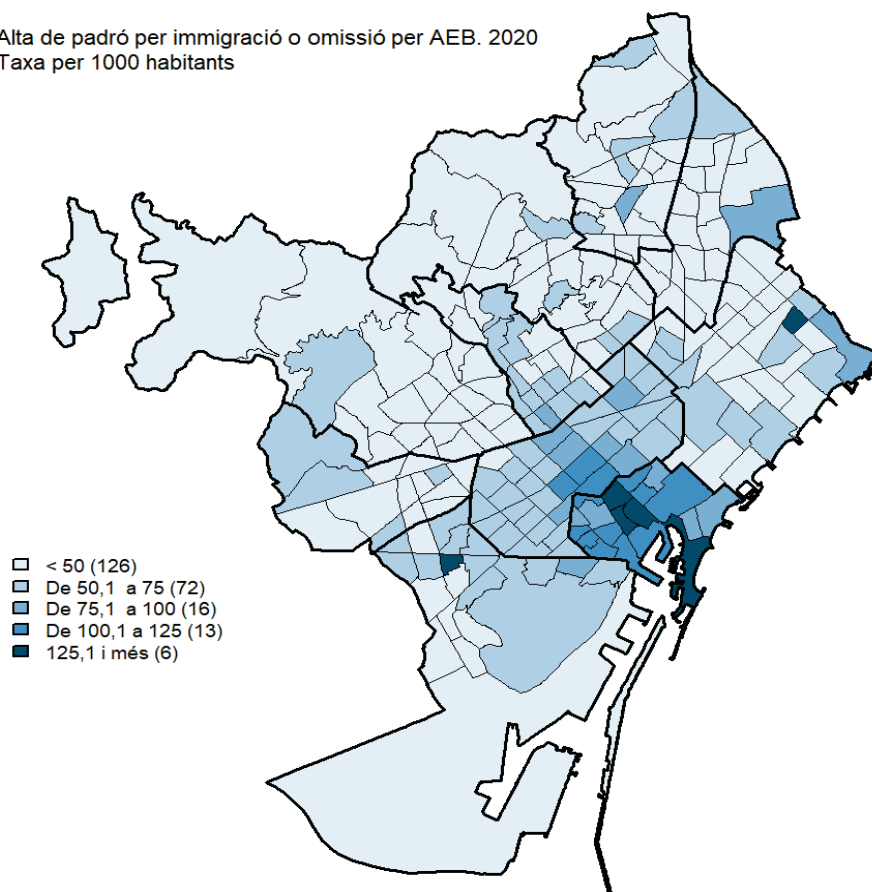 Alta de padró per immigració o omissió per AEB. 2020
Taxa per 1000 habitants
< 50 (126)
De 50,1 a 75 (72)
De 75,1 a 100 (16)
De 100,1 a 125 (13)
125,1 i més (6)